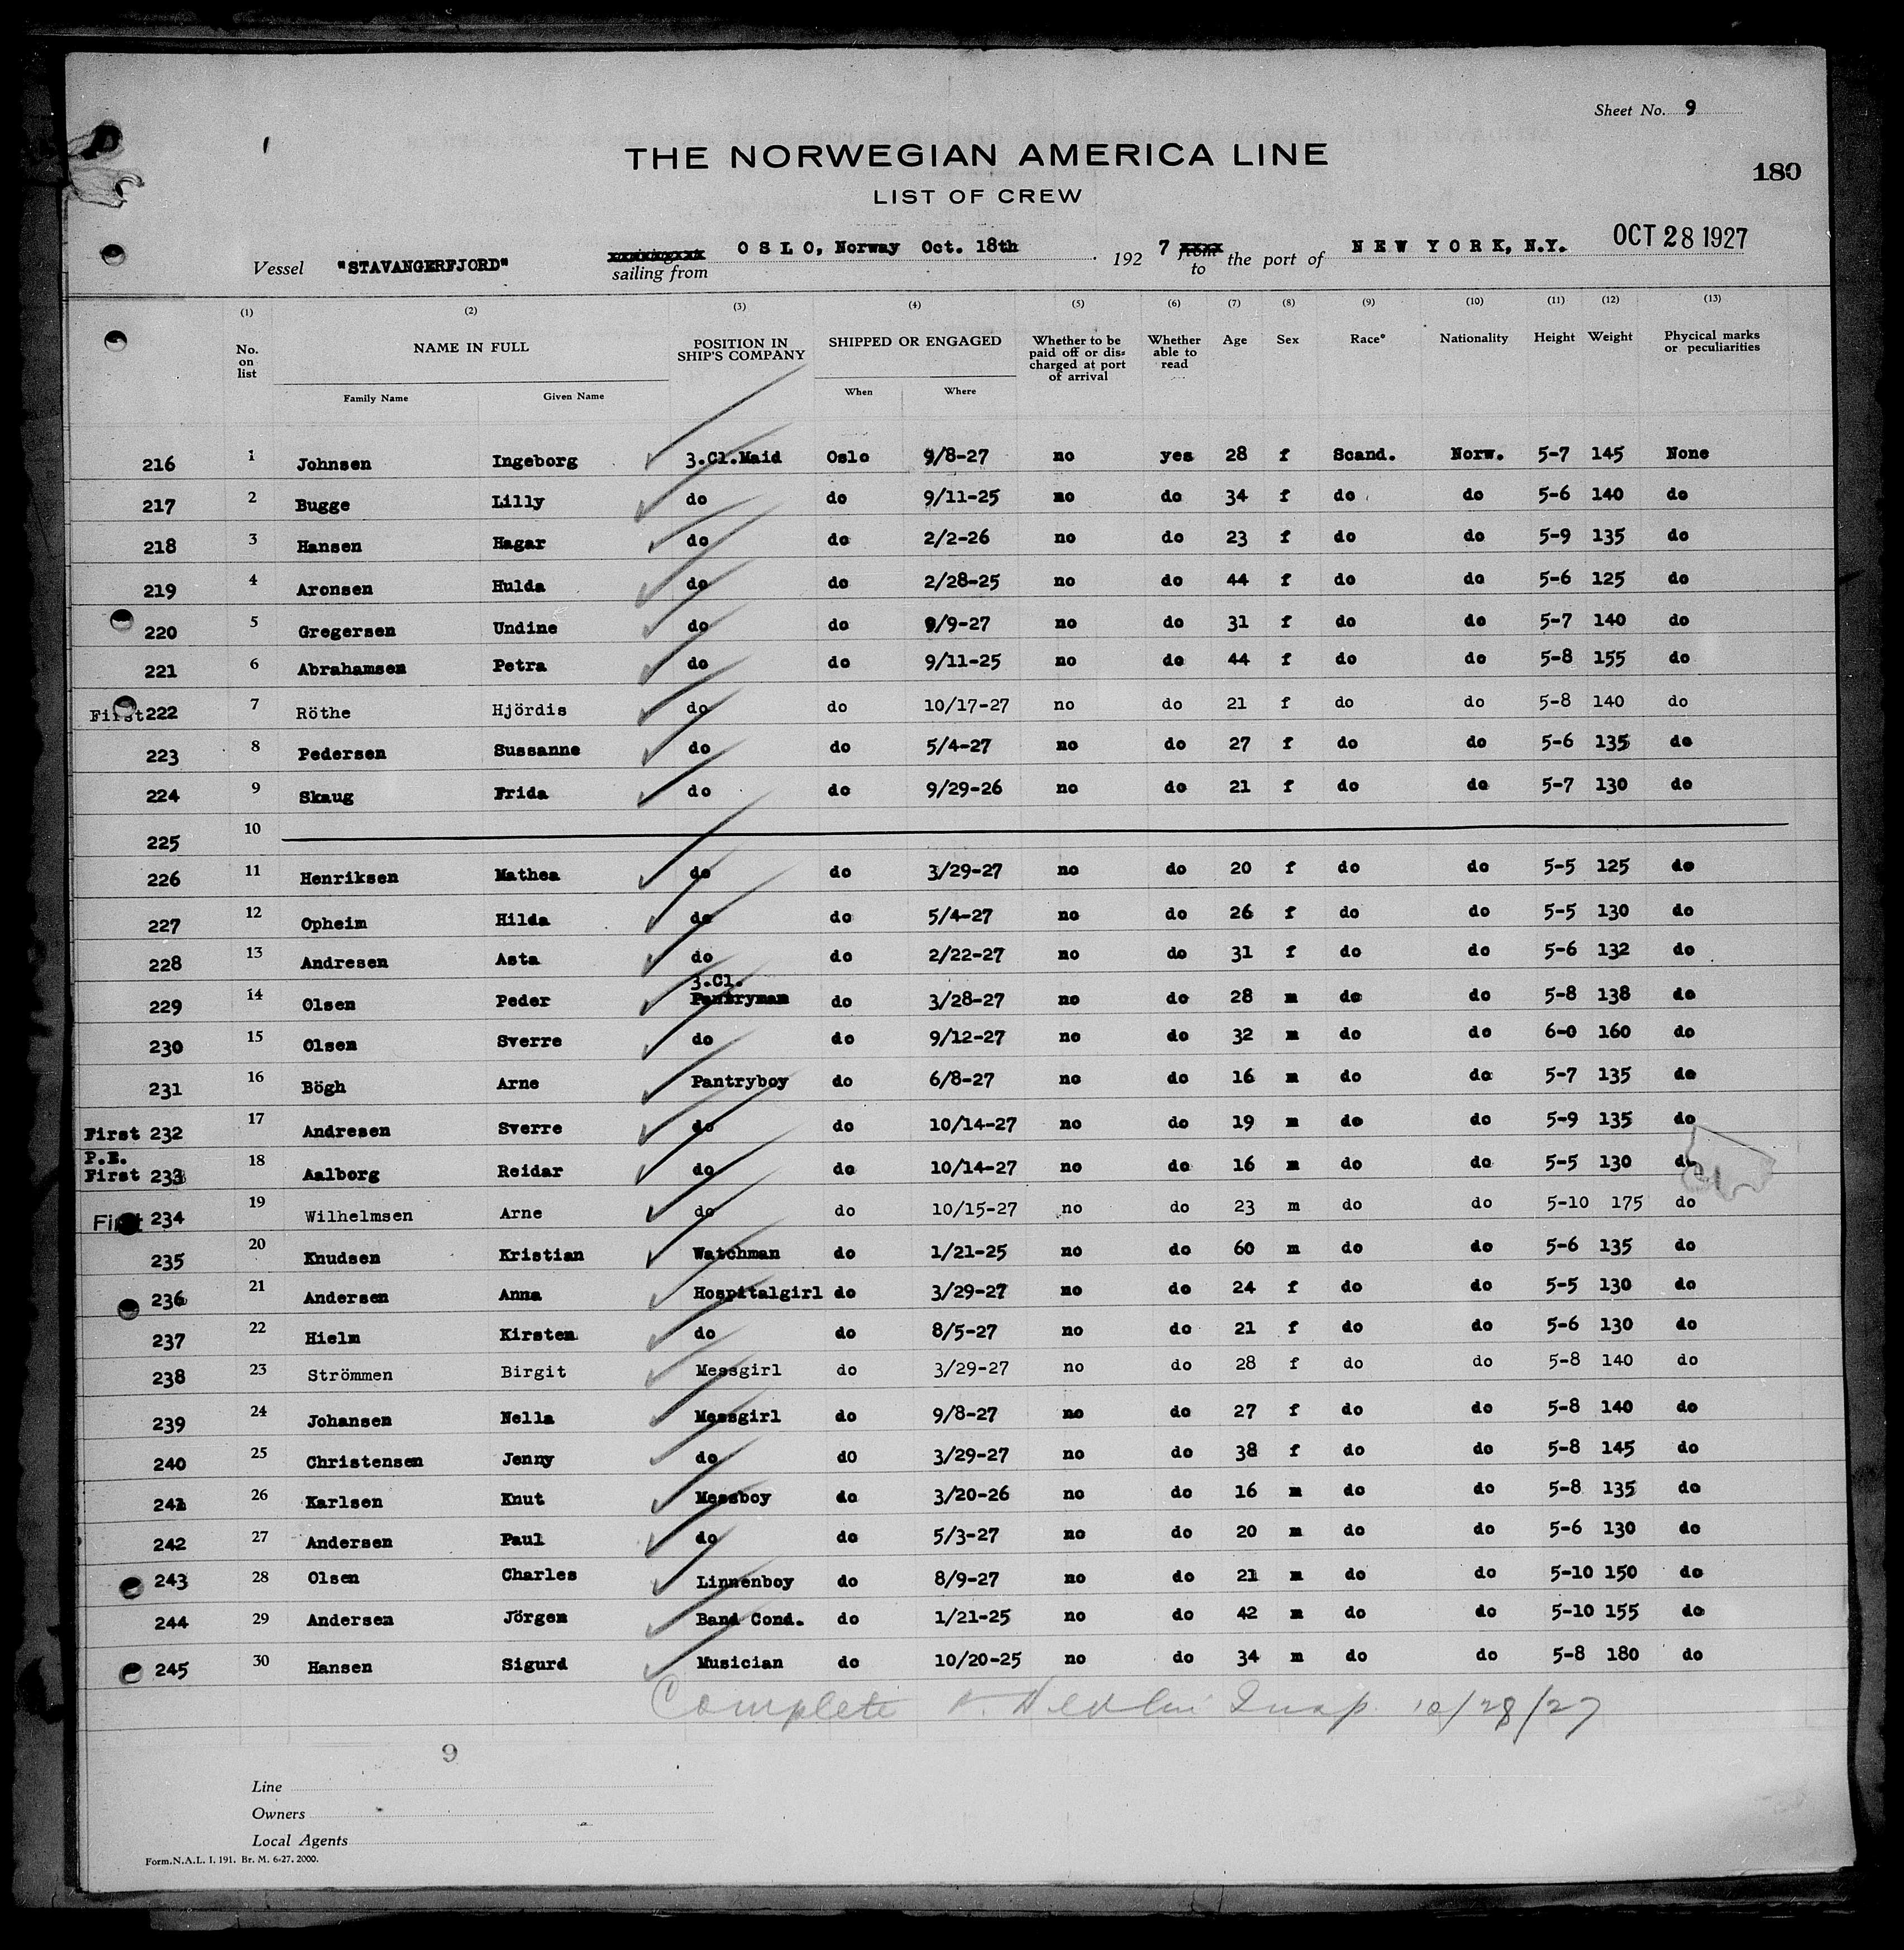 Sheet No. 9
THE NORWEGIAN AMERICA LINE
180
LIST OF CREW
Vessel "STAVANGERFJORD" sailing from O S L O, Norway Oct. 18th 192 7 from to the port of N E W Y O R K, N.Y. OCT 28 1927
(1) (2) (3) (4) (5) (6) (7) (8) (9) (10) (11) (12) (13)
No. on list NAME IN FULL POSITION IN SHIP'S COMPANY SHIPPED OR ENGAGED Whether to be paid off or dis=charged at port of arrival Whether able to read Age Sex Race* Nationality Height Weight Phycical marks or peculiarities
Family Name Given Name When Where
216 1 Johnsen Ingeborg 3.Cl.Maid Oslo 9/8-27 no yes 28 f Scand. Norw. 5-7 145 None
217 2 Bugge Lilly do do 9/11-25 no do 34 f do do 5-6 140 do
218 3 Hansen Hagar do do 2/2-26 no do 23 f do do 5-9 135 do
219 4 Aronsen Hulda do do 2/28-25 no do 44 f do do 5-6 125 do
220 5 Gregersen Undine do do 9/9-27 no do 31 f do do 5-7 140 do
221 6 Abrahamsen Petra do do 9/11-25 no do 44 f do do 5-8 155 do
First 222 7 Röthe Hjördis do do 10/17-27 no do 21 f do do 5-8 140 do
223 8 Pedersen Sussanne do do 5/4-27 no do 27 f do do 5-6 135 do
224 9 Skaug Frida do do 9/29-26 no do 21 f do do 5-7 130 do
225 10
226 11 Henriksen Mathea do do 3/29-27 no do 20 f do do 5-5 125 do
227 12 Opheim Hilda do do 5/4-27 no do 26 f do do 5-5 130 do
228 13 Andresen Asta do do 2/22-27 no do 31 f do do 5-6 132 do
229 14 Olsen Peder 3.Cl. Pantryman do 3/28-27 no do 28 m do do 5-8 138 do
230 15 Olsen Sverre do do 9/12-27 no do 32 m do do 6-0 160 do
231 16 Bögh Arne Pantryboy do 6/8-27 no do 16 m do do 5-7 135 do
First 232 17 Andresen Sverre do do 10/14-27 no do 19 m do do 5-9 135 do
P.E. First 233 18 Aalborg Reidar do do 10/14-27 no do 16 m do do 5-5 130 do
First 234 19 Wilhelmsen Arne do do 10/15-27 no do 23 m do do 5-10 175 do
235 20 Knudsen Kristian Watchman do 1/21-25 no do 60 m do do 5-6 135 do
236 21 Andersen Anna Hospitalgirl do 3/29-27 no do 24 f do do 5-5 130 do
237 22 Hielm Kirsten do do 8/5-27 no do 21 f do do 5-6 130 do
238 23 Strömmen Birgit Messgirl do 3/29-27 no do 28 f do do 5-8 140 do
239 24 Johansen Nella Messgirl do 9/8-27 no do 27 f do do 5-8 140 do
240 25 Christensen Jenny do do 3/29-27 no do 38 f do do 5-8 145 do
241 26 Karlsen Knut Messboy do 3/20-26 no do 16 m do do 5-8 135 do
242 27 Andersen Paul do do 5/3-27 no do 20 m do do 5-6 130 do
243 28 Olsen Charles Linnenboy do 8/9-27 no do 21 m do do 5-10 150 do
244 29 Andersen Jörgen Band Cond. do 1/21-25 no do 42 m do do 5-10 155 do
245 30 Hansen Sigurd Musician do 10/20-25 no do 34 m do do 5-8 180 do
Complete Insp. 10/28/27
9
Line
Owners
Local Agents
Form.N.A.L. I. 191. Br. M. 6-27. 2000.